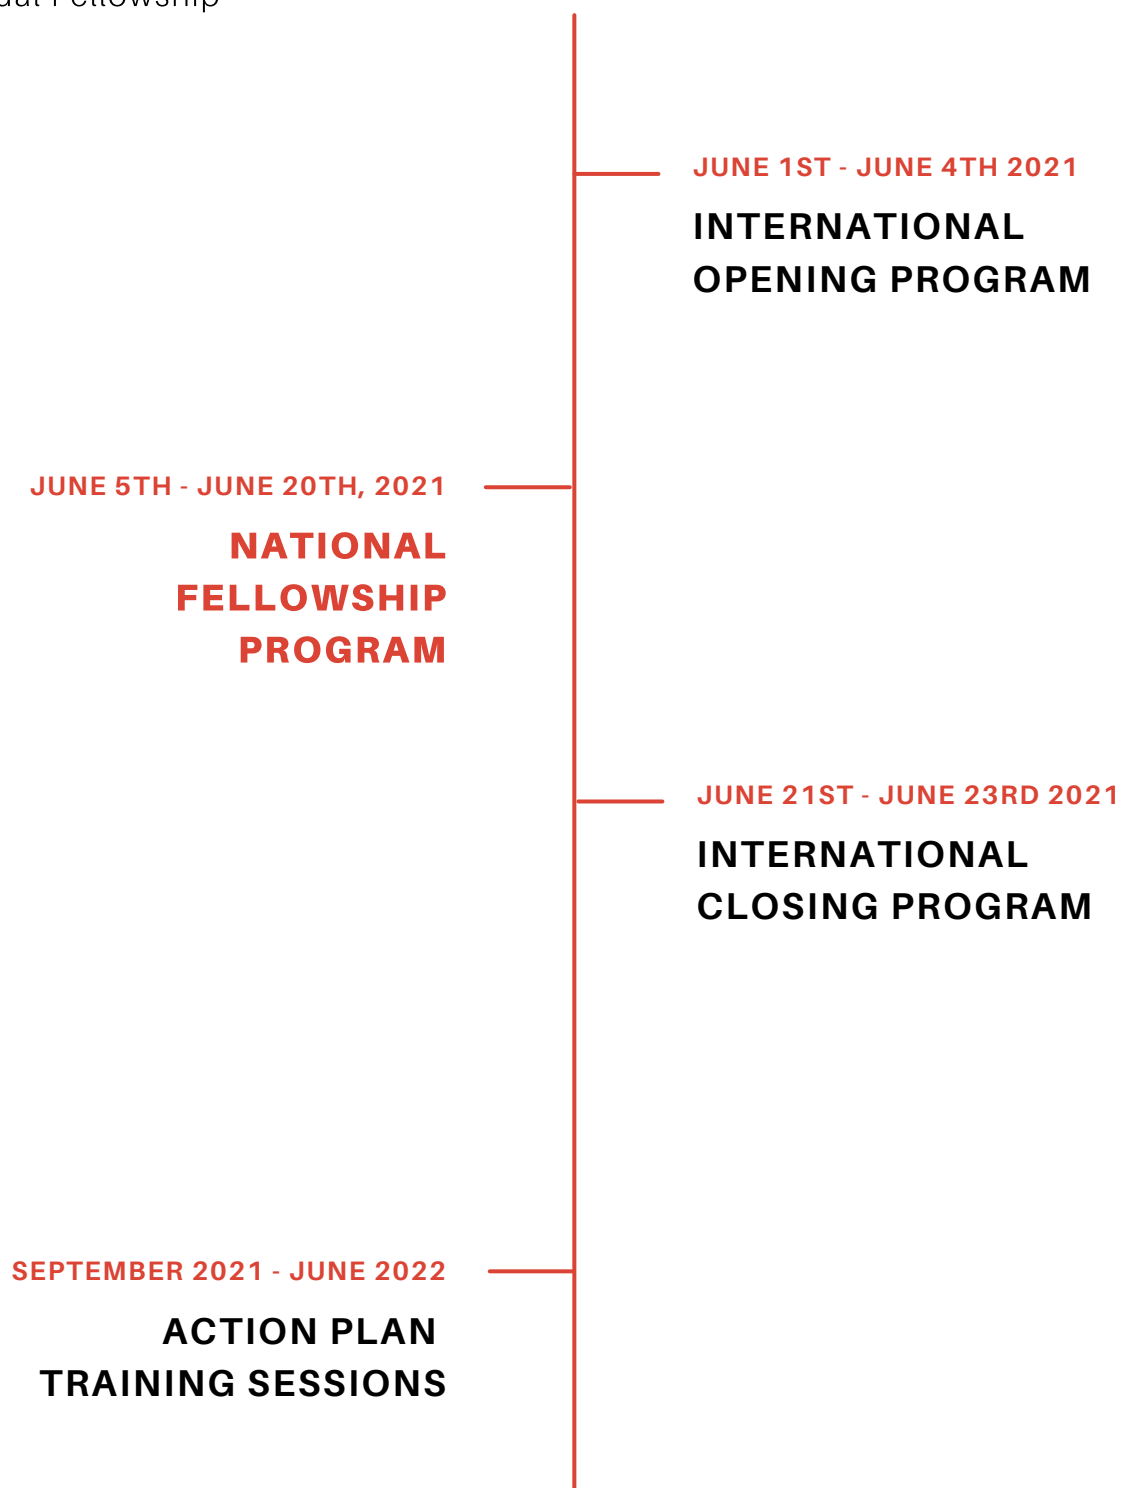 Fellowship
JUNE 1ST - JUNE 4TH 2021
INTERNATIONAL
OPENING PROGRAM
JUNE 5TH - JUNE 20TH, 2021
NATIONAL
FELLOWSHIP
PROGRAM
JUNE 21ST - JUNE 23RD 2021
INTERNATIONAL
CLOSING PROGRAM
SEPTEMBER 2021 - JUNE 2022
ACTION PLAN
TRAINING SESSIONS